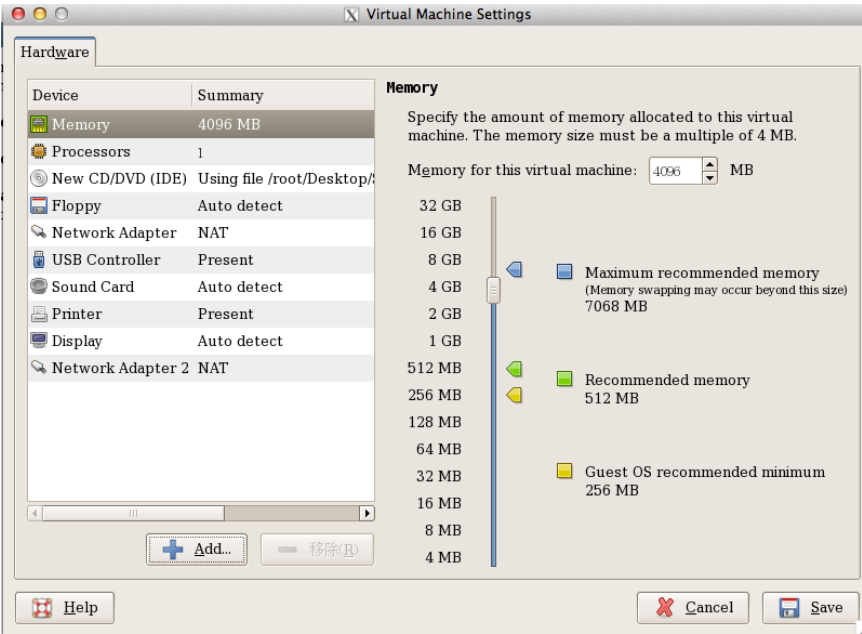 Virtual Machine Settings
Hardware
Device Summary
Memory 4096 MB
Processors 1
New CD/DVD (IDE) Using file /root/Desktop/
Floppy Auto detect
Network Adapter NAT
USB Controller Present
Sound Card Auto detect
Printer Present
Display Auto detect
Network Adapter 2 NAT
Add...
移除(R)
Memory
Specify the amount of memory allocated to this virtual
machine. The memory size must be a multiple of 4 MB.
Memory for this virtual machine: 4096 MB
32 GB
16 GB
8 GB
4 GB
2 GB
1 GB
512 MB
256 MB
128 MB
64 MB
32 MB
16 MB
8 MB
4 MB
Maximum recommended memory
(Memory swapping may occur beyond this size)
7068 MB
Recommended memory
512 MB
Guest OS recommended minimum
256 MB
Help
Cancel
Save